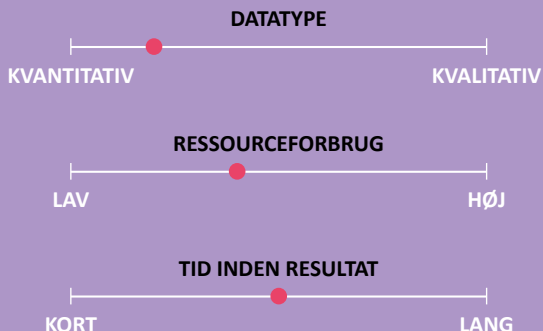 DATATYPE
KVANTITATIV KVALITATIV
RESSOURCEFORBRUG
LAV HØJ
TID INDEN RESULTAT
KORT LANG